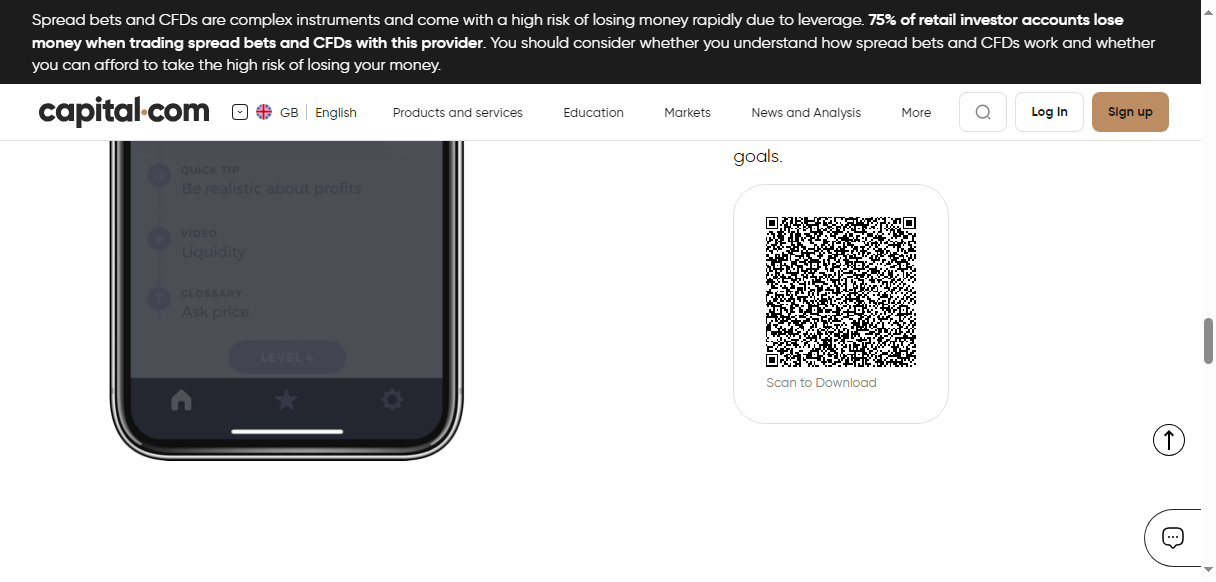 Spread bets and CFDs are complex instruments and come with a high risk of losing money rapidly due to leverage. 75% of retail investor accounts lose
money when trading spread bets and CFDs with this provider. You should consider whether you understand how spread bets and CFDs work and whether
you can afford to take the high risk of losing your money.
capital.com GB English Products and services Education Markets News and Analysis More Log In Sign up
goals.
QUICK TIP
Be realistic about profits
VIDEO
Liquidity
GLOSSARY
Ask price
LEVEL 4
Scan to Download